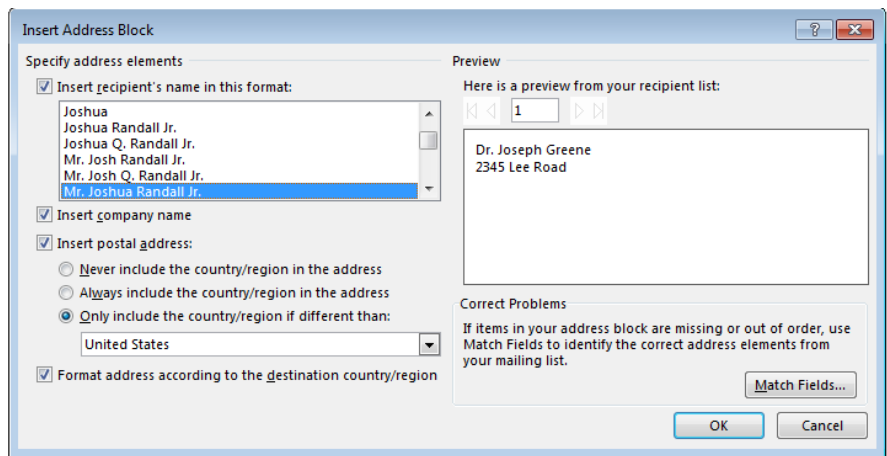 Insert Address Block
Specify address elements
Insert recipient's name in this format:
Joshua
Joshua Randall Jr.
Joshua Q. Randall Jr.
Mr. Josh Randall Jr.
Mr. Josh Q. Randall Jr.
Mr. Joshua Randall Jr.
Insert company name
Insert postal address:
Never include the country/region in the address
Always include the country/region in the address
Only include the country/region if different than:
United States
Format address according to the destination country/region
Preview
Here is a preview from your recipient list:
1
Dr. Joseph Greene
2345 Lee Road
Correct Problems
If items in your address block are missing or out of order, use
Match Fields to identify the correct address elements from
your mailing list.
Match Fields...
OK
Cancel